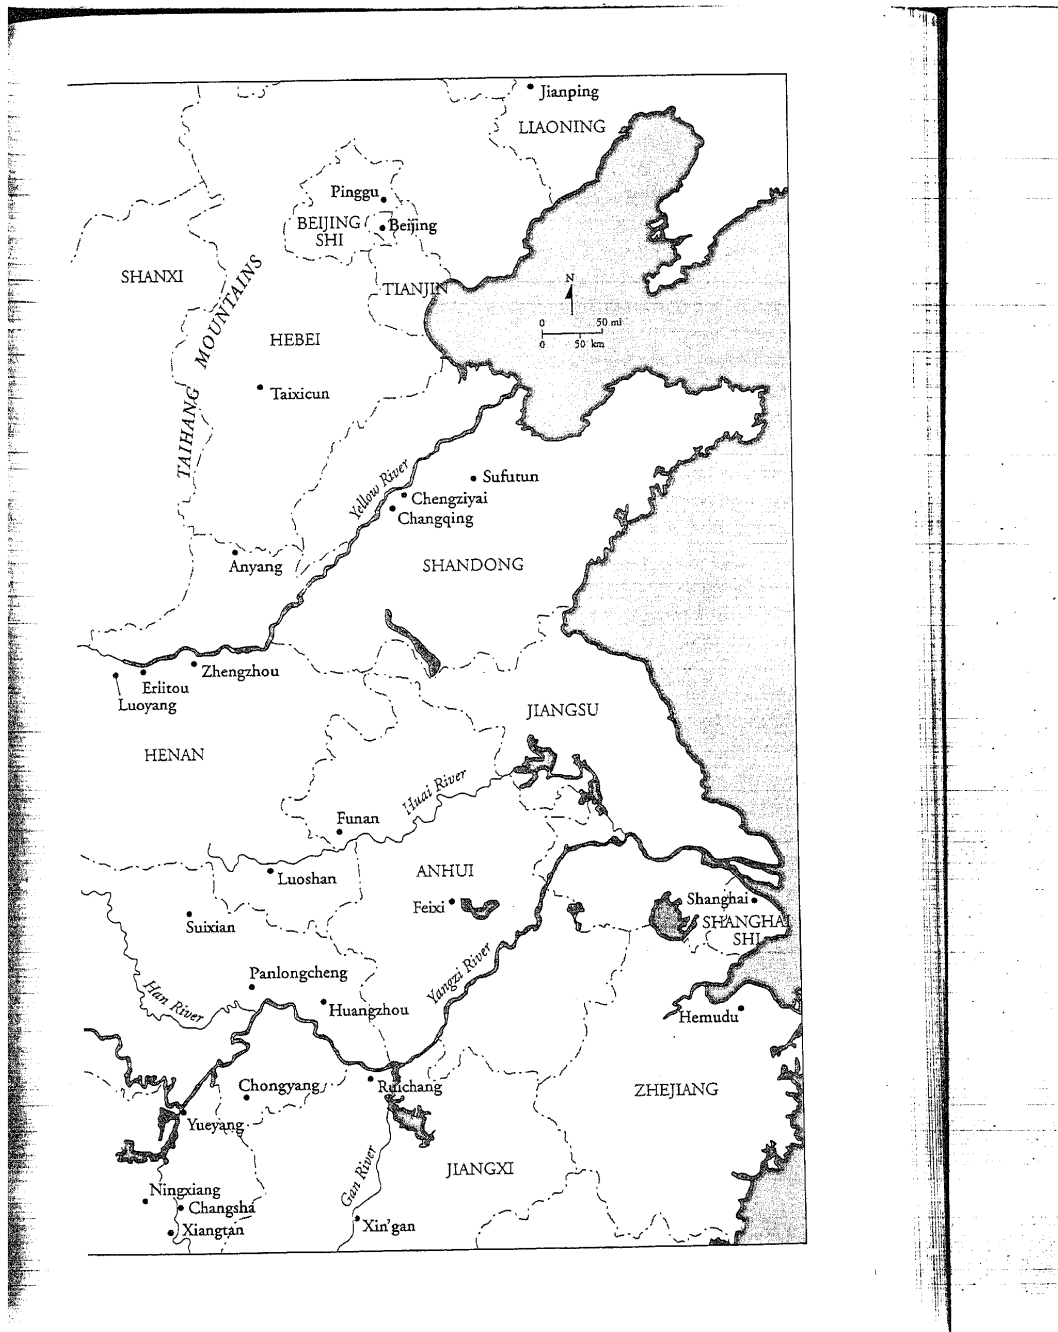 Jianping
LIAONING
Pinggu
BEIJING
SHI
Beijing
SHANXI
TIANJIN
TAIHANG MOUNTAINS
N
0 50 mi
0 50 km
HEBEI
Taixicun
Yellow River
Sufutun
Chengziyai
Changqing
Anyang
SHANDONG
Zhengzhou
Erlitou
Luoyang
JIANGSU
HENAN
Huai River
Funan
ANHUI
Luoshan
Feixi
Shanghai
SHANGHA
SHI
Suixian
Yangzi River
Panlongcheng
Han River
Huangzhou
Hemudu
Chongyang
Ruichang
ZHEJIANG
Yueyang
JIANGXI
Gan River
Ningxiang
Changsha
Xiangtan
Xin'gan